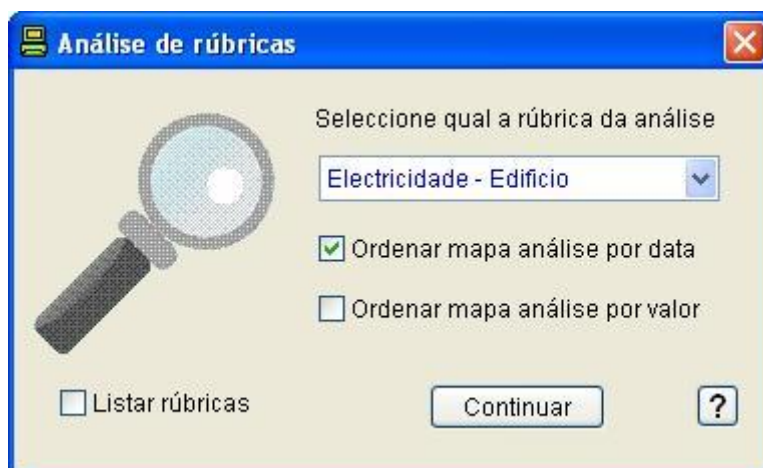 Análise de rúbricas
Seleccione qual a rúbrica da análise
Electricidade - Edificio
Ordenar mapa análise por data
Ordenar mapa análise por valor
Listar rúbricas
Continuar
?